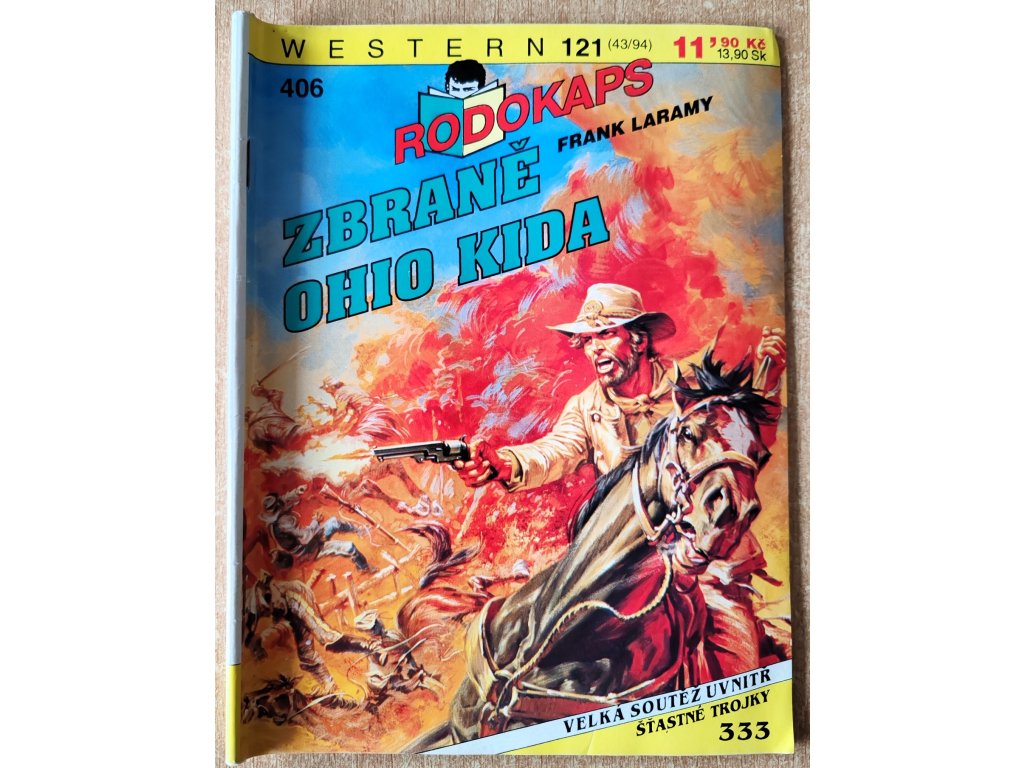 WESTERN 121 (43/94) 11,90 Kč
13,90 Sk
406
RODOKAPS
FRANK LARAMY
ZBRANĚ
OHIO KIDA
VELKÁ SOUTĚŽ UVNITŘ
ŠŤASTNÉ TROJKY
333